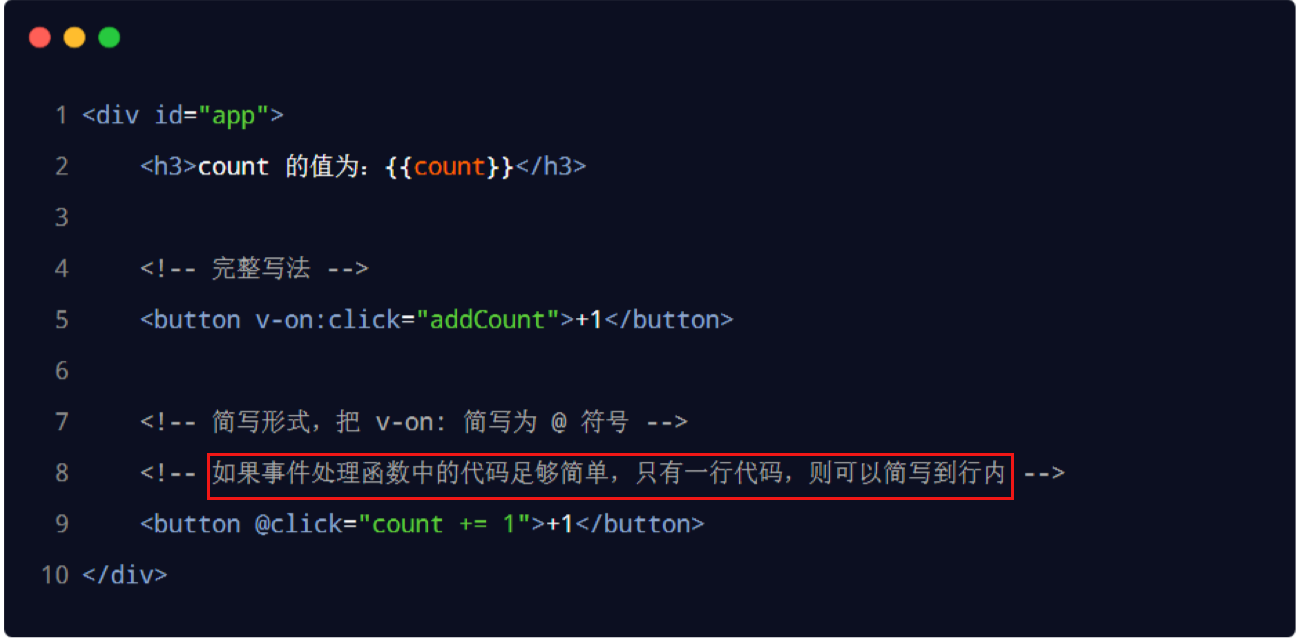 1 <div id="app">
2 <h3>count 的值为：{{count}}</h3>
3
4 <!-- 完整写法 -->
5 <button v-on:click="addCount">+1</button>
6
7 <!-- 简写形式，把 v-on: 简写为 @ 符号 -->
8 <!-- 如果事件处理函数中的代码足够简单，只有一行代码，则可以简写到行内 -->
9 <button @click="count += 1">+1</button>
10 </div>